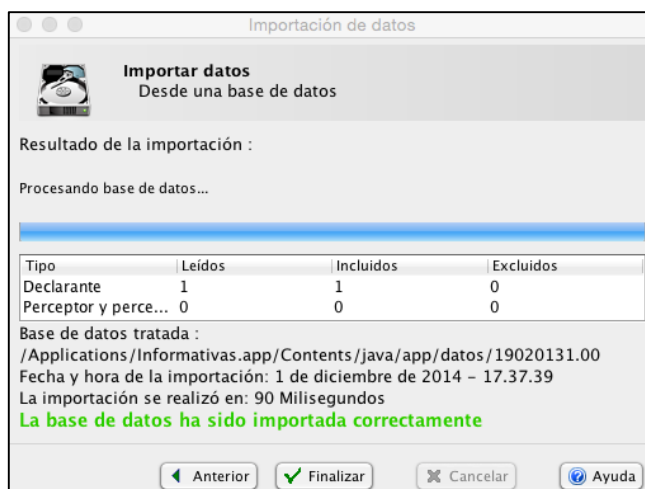 Importación de datos
Importar datos
Desde una base de datos
Resultado de la importación :
Procesando base de datos...
Tipo Leídos Incluidos Excluidos
Declarante 1 1 0
Perceptor y perce... 0 0 0
Base de datos tratada :
/Applications/Informativas.app/Contents/java/app/datos/19020131.00
Fecha y hora de la importación: 1 de diciembre de 2014 - 17.37.39
La importación se realizó en: 90 Milisegundos
La base de datos ha sido importada correctamente
Anterior Finalizar Cancelar Ayuda